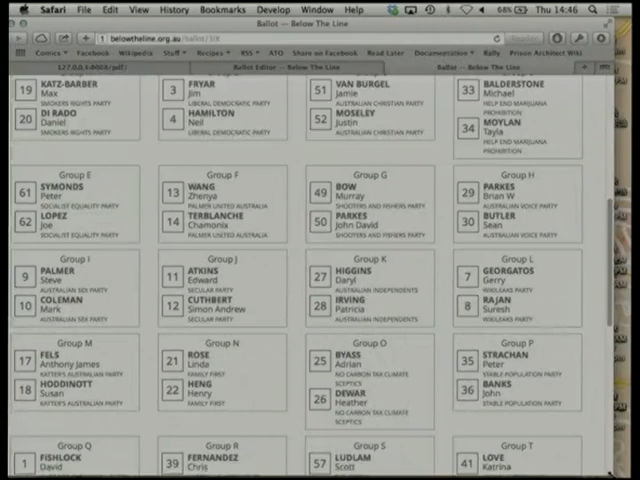 Safari File Edit View History Bookmarks Develop Window Help 68% Thu 14:46
Ballot — Below The Line
belowtheline.org.au/ballot/
Reader
Comics Facebook Wikipedia Stuff Recipes RSS ATO Share on Facebook Read Later Documentation Rally Prison Architect Wiki
Ballot Editor — Below The Line Ballot — Below The Line
19 KATZ-BARBER
Max
SMOKERS RIGHTS PARTY
20 DI RADO
Daniel
SMOKERS RIGHTS PARTY
3 FRYAR
Jim
LIBERAL DEMOCRATIC PARTY
4 HAMILTON
Neil
LIBERAL DEMOCRATIC PARTY
51 VAN BURGEL
Jamie
AUSTRALIAN CHRISTIAN PARTY
52 MOSELEY
Justin
AUSTRALIAN CHRISTIAN PARTY
33 BALDERSTONE
Michael
HELP END MARIJUANA
PROHIBITION
34 MOYLAN
Tayla
HELP END MARIJUANA
PROHIBITION
Group E
61 SYMONDS
Peter
SOCIALIST EQUALITY PARTY
62 LOPEZ
Joe
SOCIALIST EQUALITY PARTY
Group F
13 WANG
Zhenya
PALMER UNITED AUSTRALIA
14 TERBLANCHE
Chamonix
PALMER UNITED AUSTRALIA
Group G
49 BOW
Murray
SHOOTERS AND FISHERS PARTY
50 PARKES
John David
SHOOTERS AND FISHERS PARTY
Group H
29 PARKES
Brian W
AUSTRALIAN VOICE PARTY
30 BUTLER
Sean
AUSTRALIAN VOICE PARTY
Group I
9 PALMER
Steve
AUSTRALIAN SEX PARTY
10 COLEMAN
Mark
AUSTRALIAN SEX PARTY
Group J
11 ATKINS
Edward
SECULAR PARTY
12 CUTHBERT
Simon Andrew
SECULAR PARTY
Group K
27 HIGGINS
Daryl
AUSTRALIAN INDEPENDENTS
28 IRVING
Patricia
AUSTRALIAN INDEPENDENTS
Group L
7 GEORGATOS
Gerry
WIKILEAKS PARTY
8 RAJAN
Suresh
WIKILEAKS PARTY
Group M
17 FELS
Anthony James
KATTER'S AUSTRALIAN PARTY
18 HODDINOTT
Susan
KATTER'S AUSTRALIAN PARTY
Group N
21 ROSE
Linda
FAMILY FIRST
22 HENG
Henry
FAMILY FIRST
Group O
25 BYASS
Adrian
NO CARBON TAX CLIMATE
SCEPTICS
26 DEWAR
Heather
NO CARBON TAX CLIMATE
SCEPTICS
Group P
35 STRACHAN
Peter
STABLE POPULATION PARTY
36 BANKS
John
STABLE POPULATION PARTY
Group Q
1 FISHLOCK
David
Group R
39 FERNANDEZ
Chris
Group S
57 LUDLAM
Scott
Group T
41 LOVE
Katrina